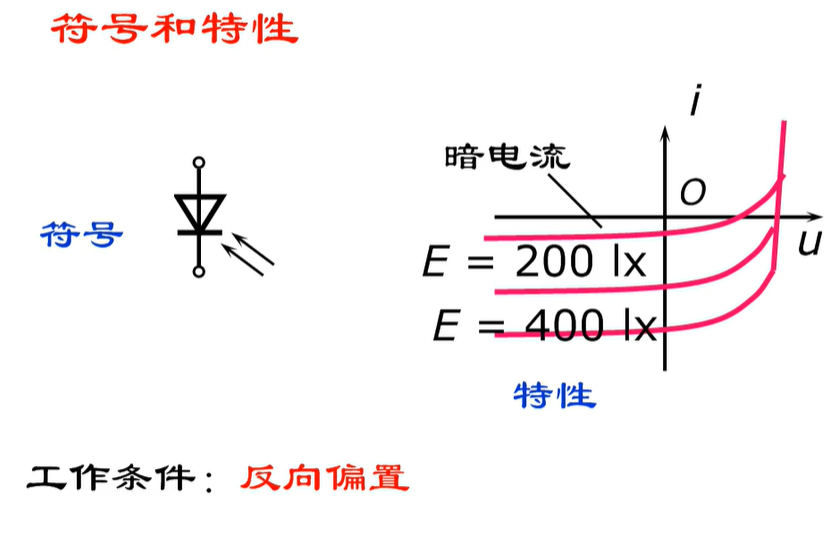 符号和特性
i
暗电流
O
符号
u
E = 200 lx
E = 400 lx
特性
工作条件：反向偏置